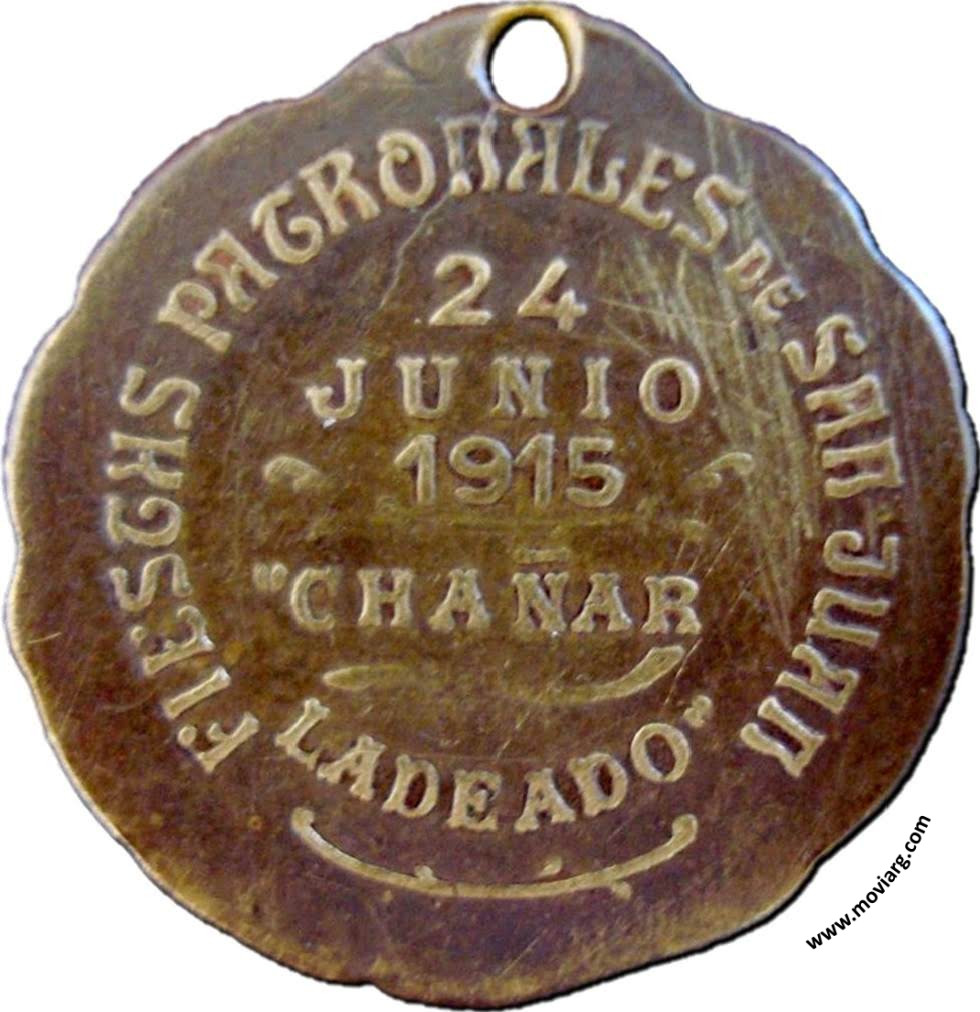 FIESTAS PATRONALES DE SAN JUAN
24
JUNIO
1915
"CHAÑAR
LADEADO"
www.moviarg.com